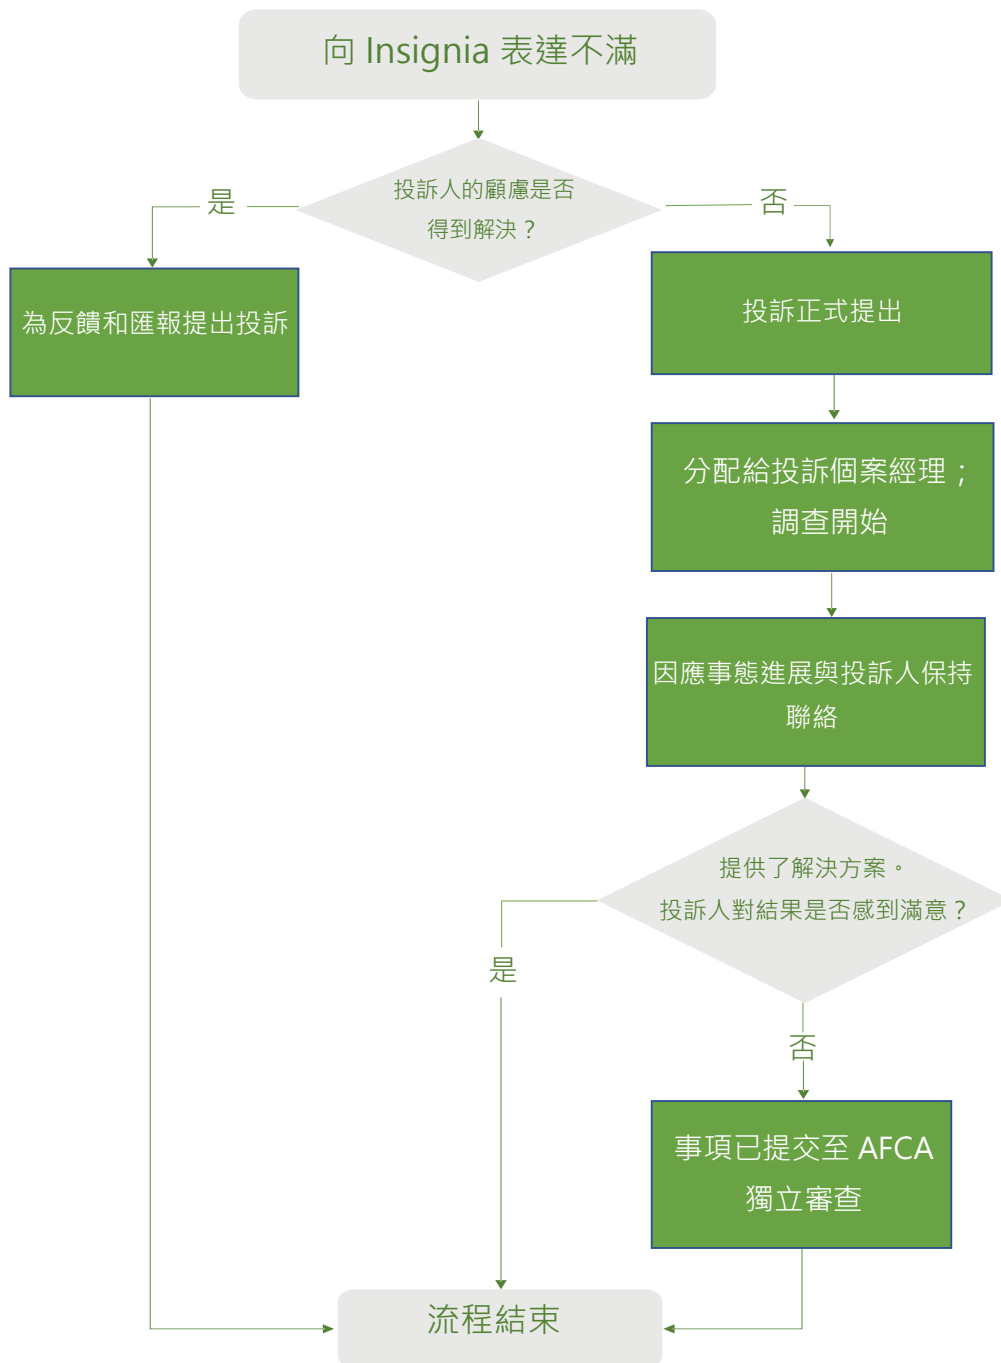 向 Insignia 表達不滿
投訴人的顧慮是否
得到解決？
是
否
為反饋和匯報提出投訴
投訴正式提出
分配給投訴個案經理；
調查開始
因應事態進展與投訴人保持
聯絡
提供了解決方案。
投訴人對結果是否感到滿意？
是
否
事項已提交至 AFCA
獨立審查
流程結束